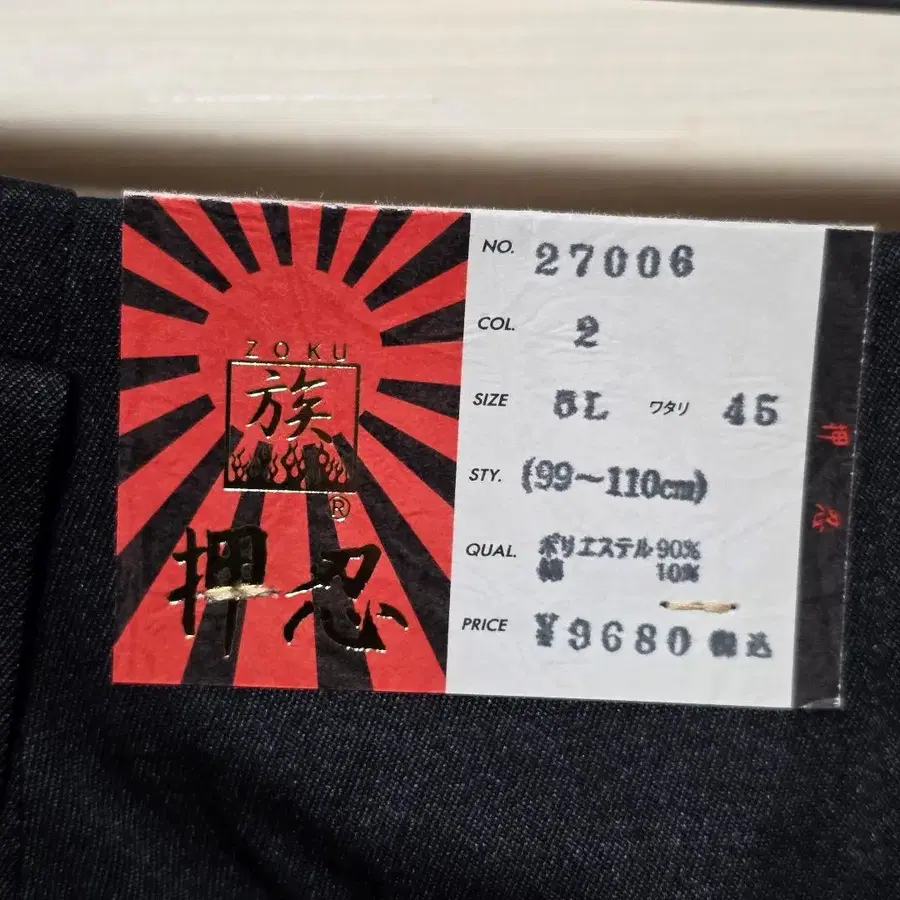 ZOKU
族
®
押忍
NO. 27006
COL. 2
SIZE 5L ワタリ 45
STY. (99～110cm)
QUAL. ポリエステル 90%
綿 10%
PRICE ¥9680 税込
押忍